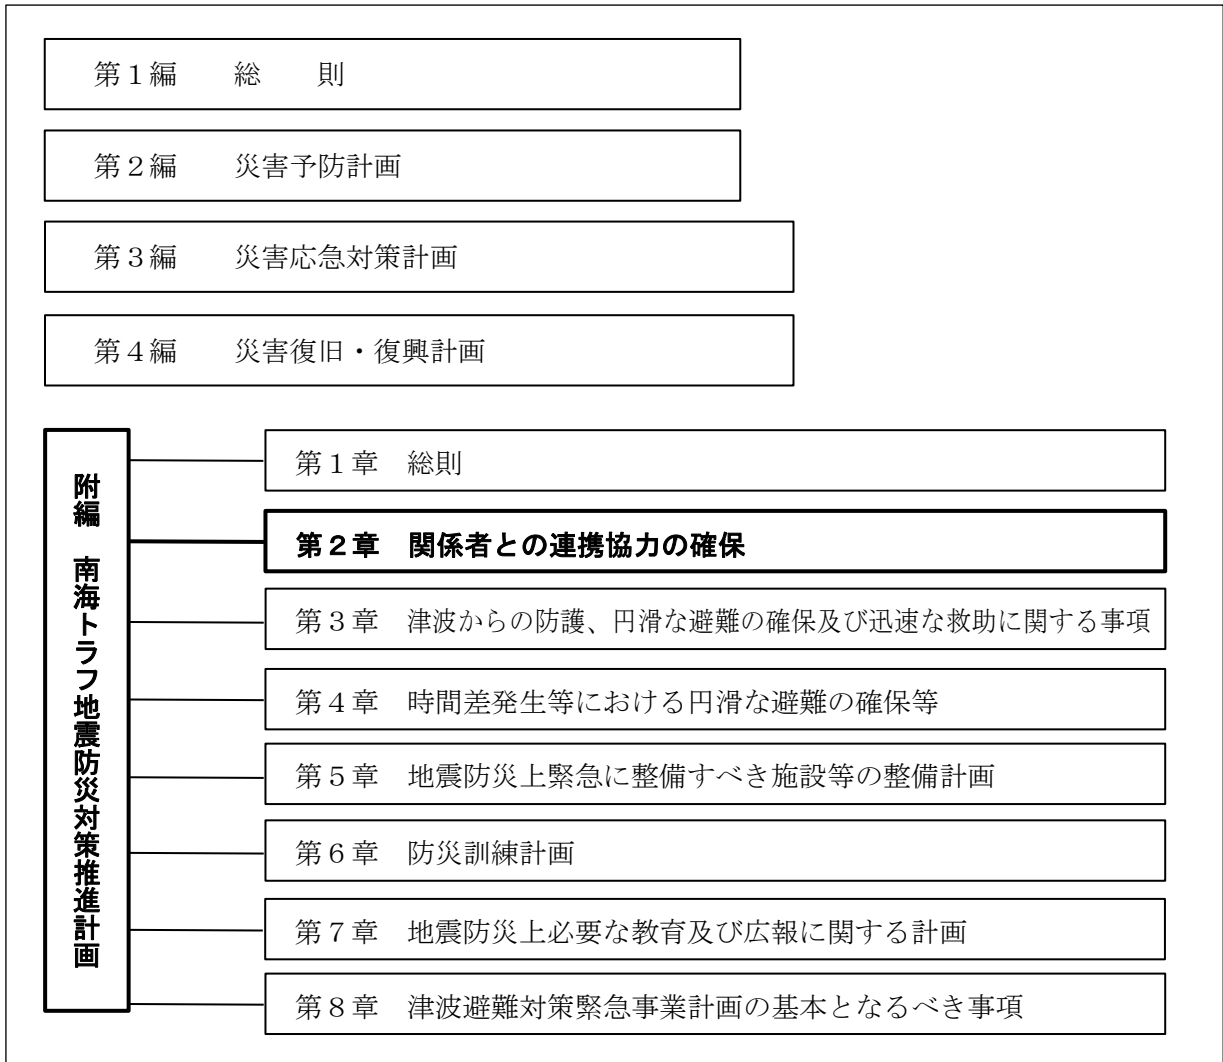 第１編　　総　　則
第２編　　災害予防計画
第３編　　災害応急対策計画
第４編　　災害復旧・復興計画
附編　南海トラフ地震防災対策推進計画
第１章　総則
第２章　関係者との連携協力の確保
第３章　津波からの防護、円滑な避難の確保及び迅速な救助に関する事項
第４章　時間差発生等における円滑な避難の確保等
第５章　地震防災上緊急に整備すべき施設等の整備計画
第６章　防災訓練計画
第７章　地震防災上必要な教育及び広報に関する計画
第８章　津波避難対策緊急事業計画の基本となるべき事項